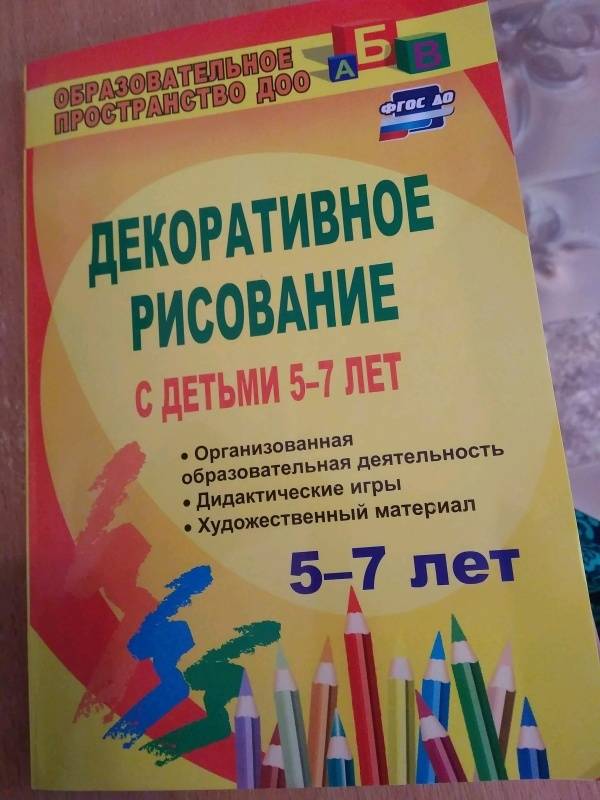 ОБРАЗОВАТЕЛЬНОЕ
ПРОСТРАНСТВО ДОО
А Б В
ФГОС ДО
ДЕКОРАТИВНОЕ
РИСОВАНИЕ
С ДЕТЬМИ 5–7 ЛЕТ
• Организованная
образовательная деятельность
• Дидактические игры
• Художественный материал
5–7 лет